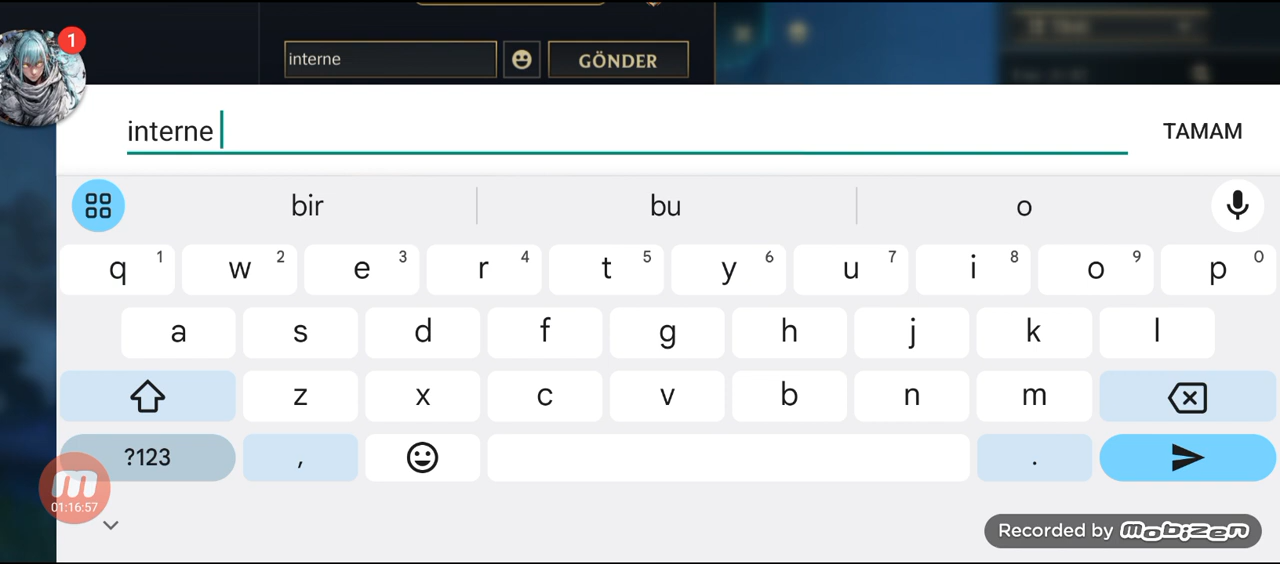 1
interne
GÖNDER
interne
TAMAM
bir bu o
q 1 w 2 e 3 r 4 t 5 y 6 u 7 i 8 o 9 p 0
a s d f g h j k l
z x c v b n m
?123 , .
01:16:57
Recorded by mobizen